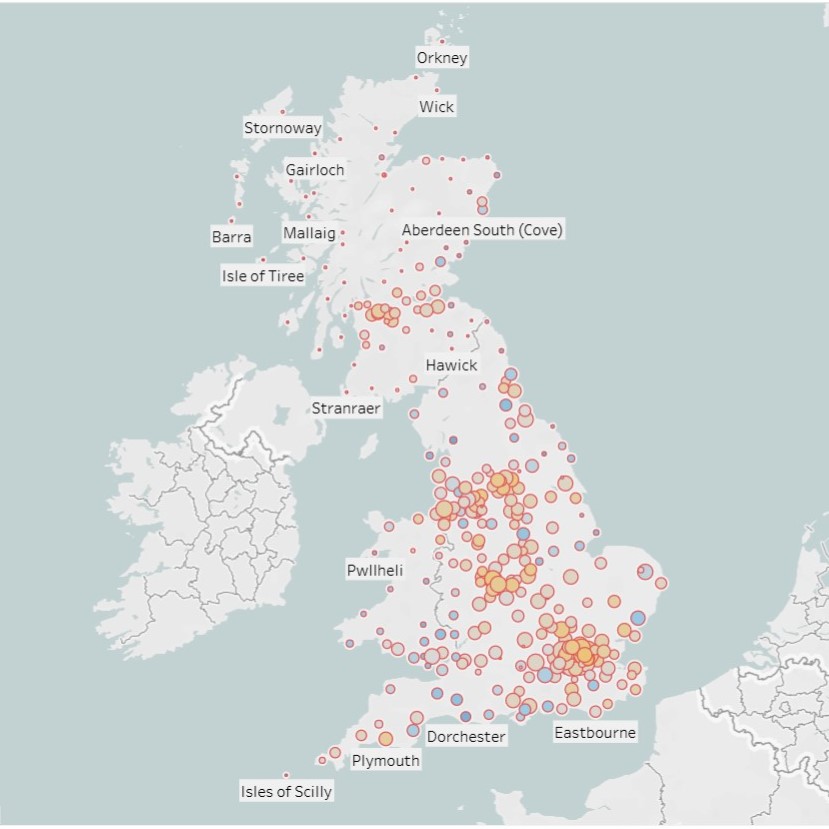 Orkney
Wick
Stornoway
Gairloch
Barra
Mallaig
Aberdeen South (Cove)
Isle of Tiree
Hawick
Stranraer
Pwllheli
Dorchester
Eastbourne
Plymouth
Isles of Scilly